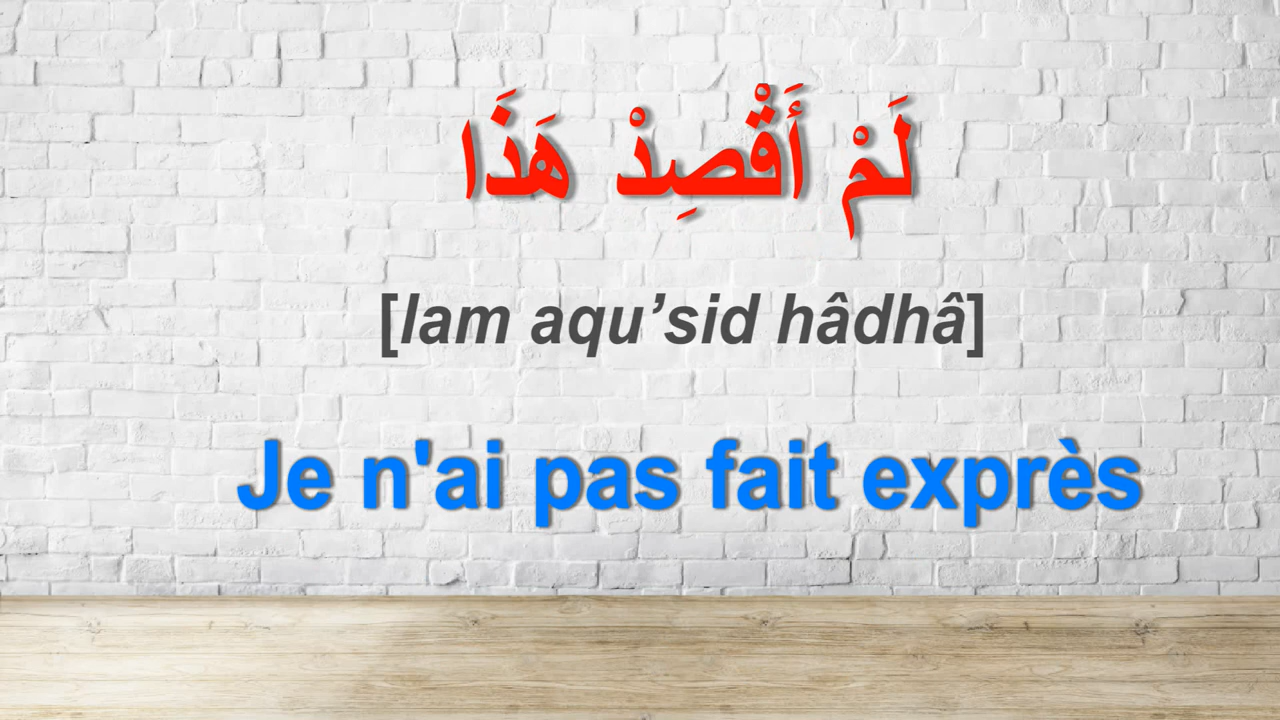 لَمْ أَقْصِدْ هَذَا
[lam aqu’sid hâdhâ]
Je n'ai pas fait exprès